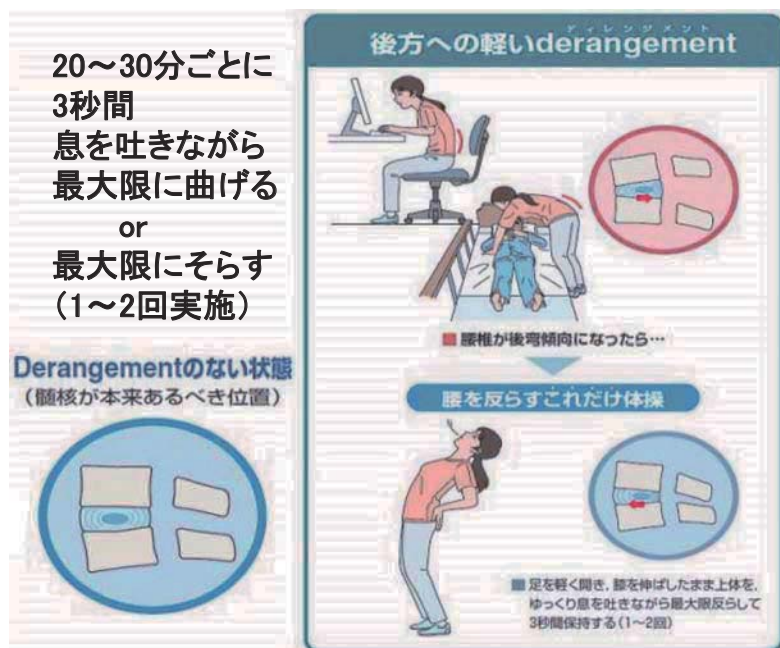 20～30分ごとに
3秒間
息を吐きながら
最大限に曲げる
or
最大限にそらす
(1～2回実施)
Derangementのない状態
(髄核が本来あるべき位置)
ディレンジメント
後方への軽いderangement
■ 腰椎が後弯傾向になったら…
腰を反らすこれだけ体操
■ 足を軽く開き、膝を伸ばしたまま上体を、
ゆっくり息を吐きながら最大限反らして
3秒間保持する(1～2回)